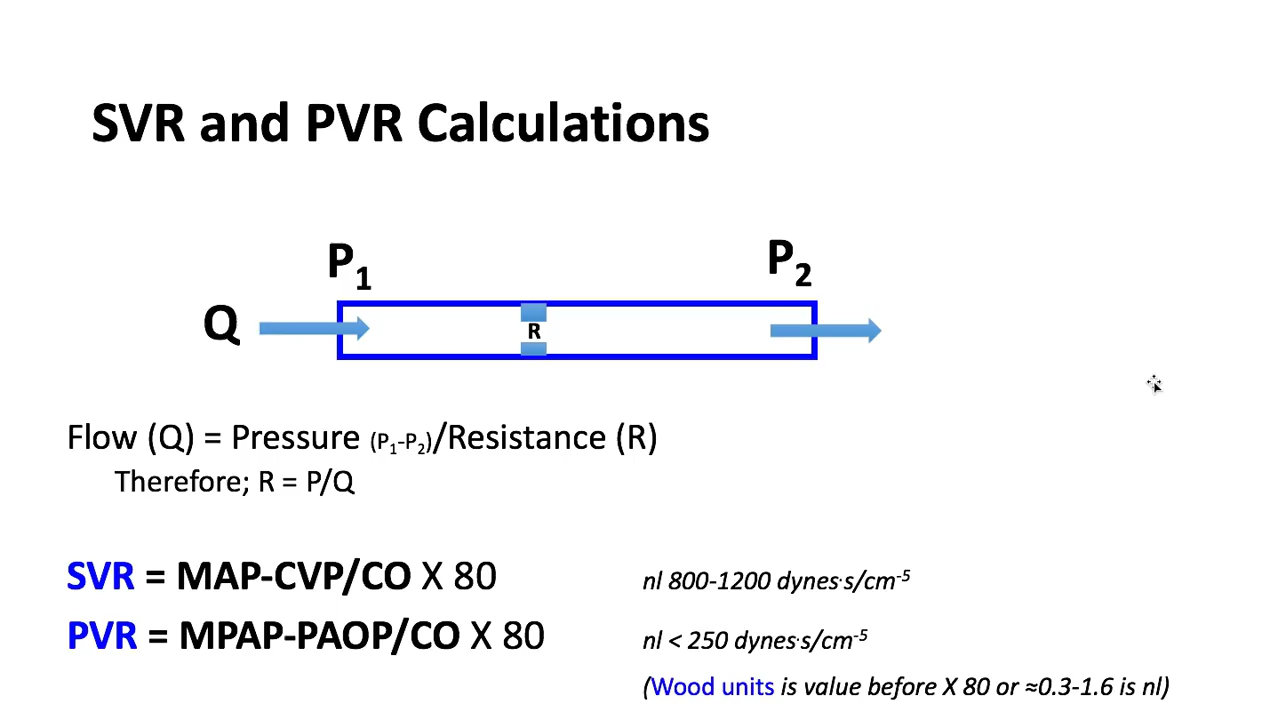 SVR and PVR Calculations
P₁ P₂
Q R
Flow (Q) = Pressure (P₁-P₂)/Resistance (R)
Therefore; R = P/Q
SVR = MAP-CVP/CO X 80 nl 800-1200 dynes·s/cm⁻⁵
PVR = MPAP-PAOP/CO X 80 nl < 250 dynes·s/cm⁻⁵
(Wood units is value before X 80 or ≈0.3-1.6 is nl)